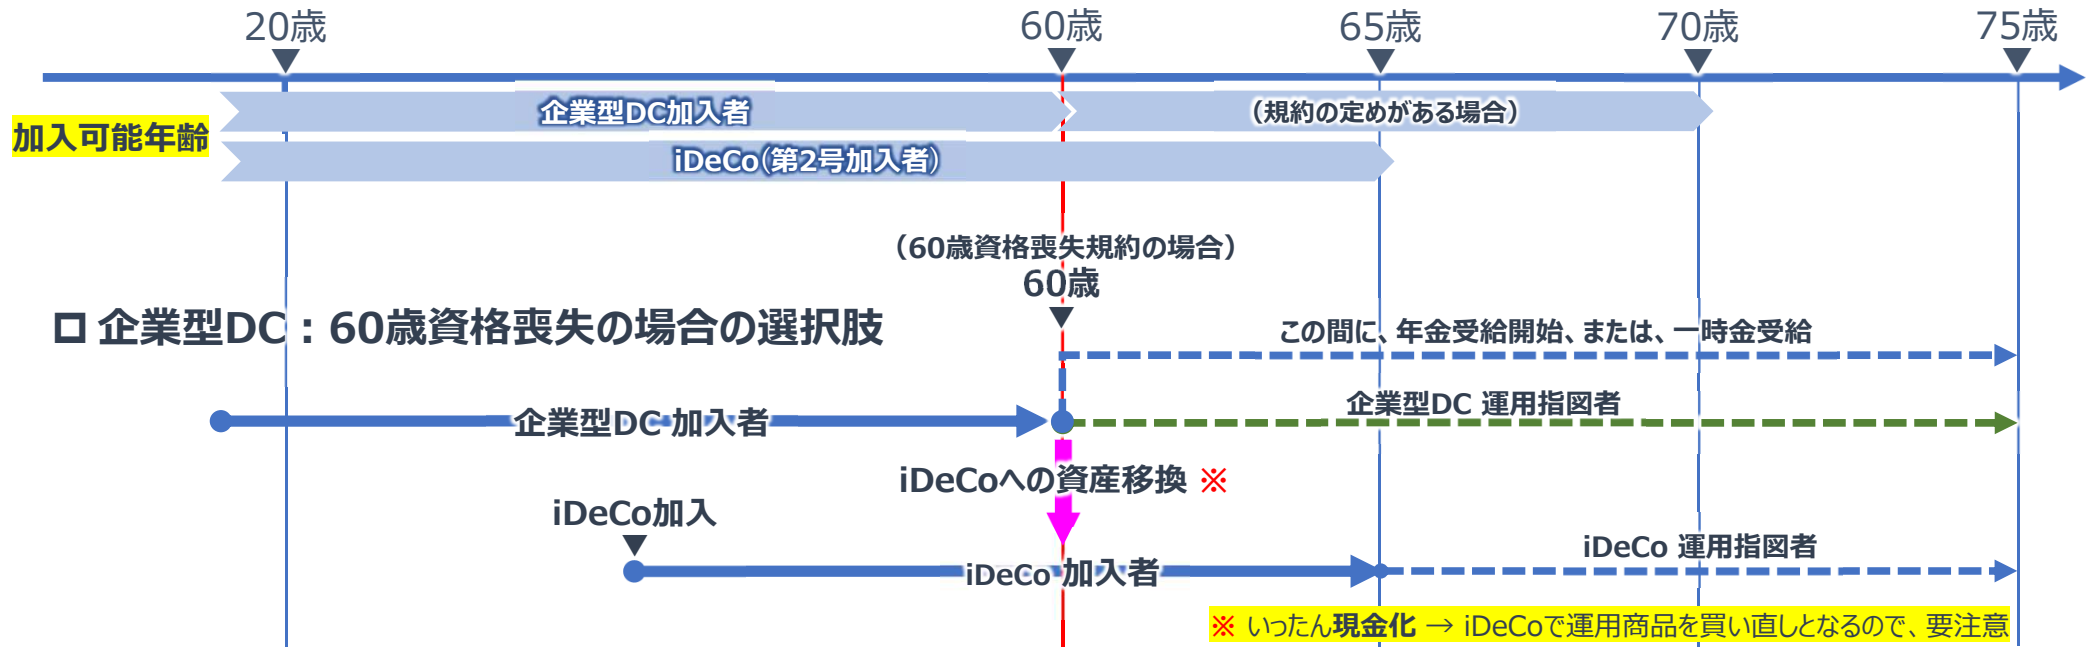 20歳 60歳 65歳 70歳 75歳
加入可能年齢
企業型DC加入者
(規約の定めがある場合)
iDeCo(第2号加入者)
(60歳資格喪失規約の場合)
60歳
ロ 企業型DC:60歳資格喪失の場合の選択肢
この間に、年金受給開始、または、一時金受給
企業型DC 加入者
企業型DC 運用指図者
iDeCoへの資産移換 ※
iDeCo加入
iDeCo 加入者
iDeCo 運用指図者
※ いったん現金化 → iDeCoで運用商品を買い直しとなるので、要注意